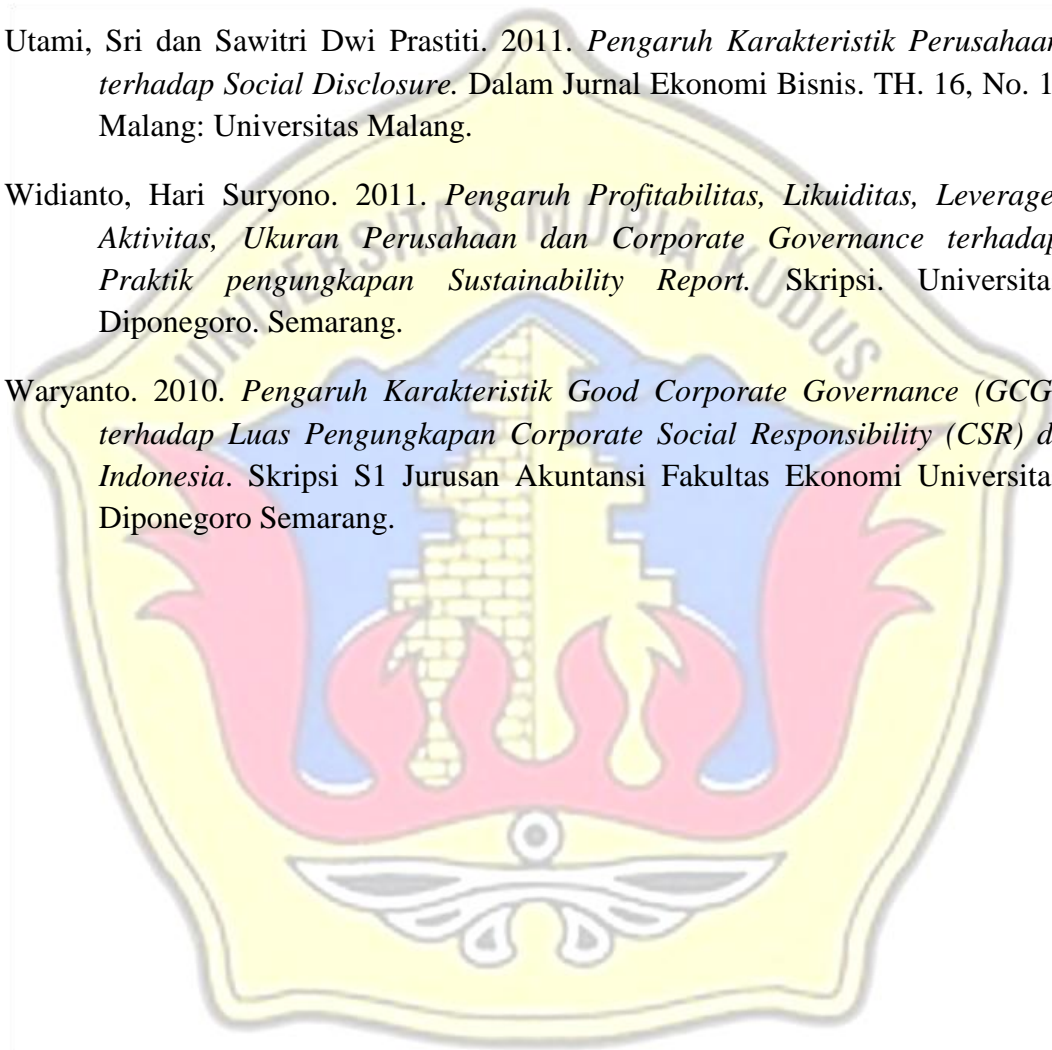 Utami, Sri dan Sawitri Dwi Prastiti. 2011. Pengaruh Karakteristik Perusahaan
terhadap Social Disclosure. Dalam Jurnal Ekonomi Bisnis. TH. 16, No. 1
Malang: Universitas Malang.
Widianto, Hari Suryono. 2011. Pengaruh Profitabilitas, Likuiditas, Leverage
Aktivitas, Ukuran Perusahaan dan Corporate Governance terhadap
Praktik pengungkapan Sustainability Report. Skripsi. Universita
Diponegoro. Semarang.
Waryanto. 2010. Pengaruh Karakteristik Good Corporate Governance (GCG
terhadap Luas Pengungkapan Corporate Social Responsibility (CSR) d
Indonesia. Skripsi S1 Jurusan Akuntansi Fakultas Ekonomi Universita
Diponegoro Semarang.
UNIVERSITAS MURIA KUDUS